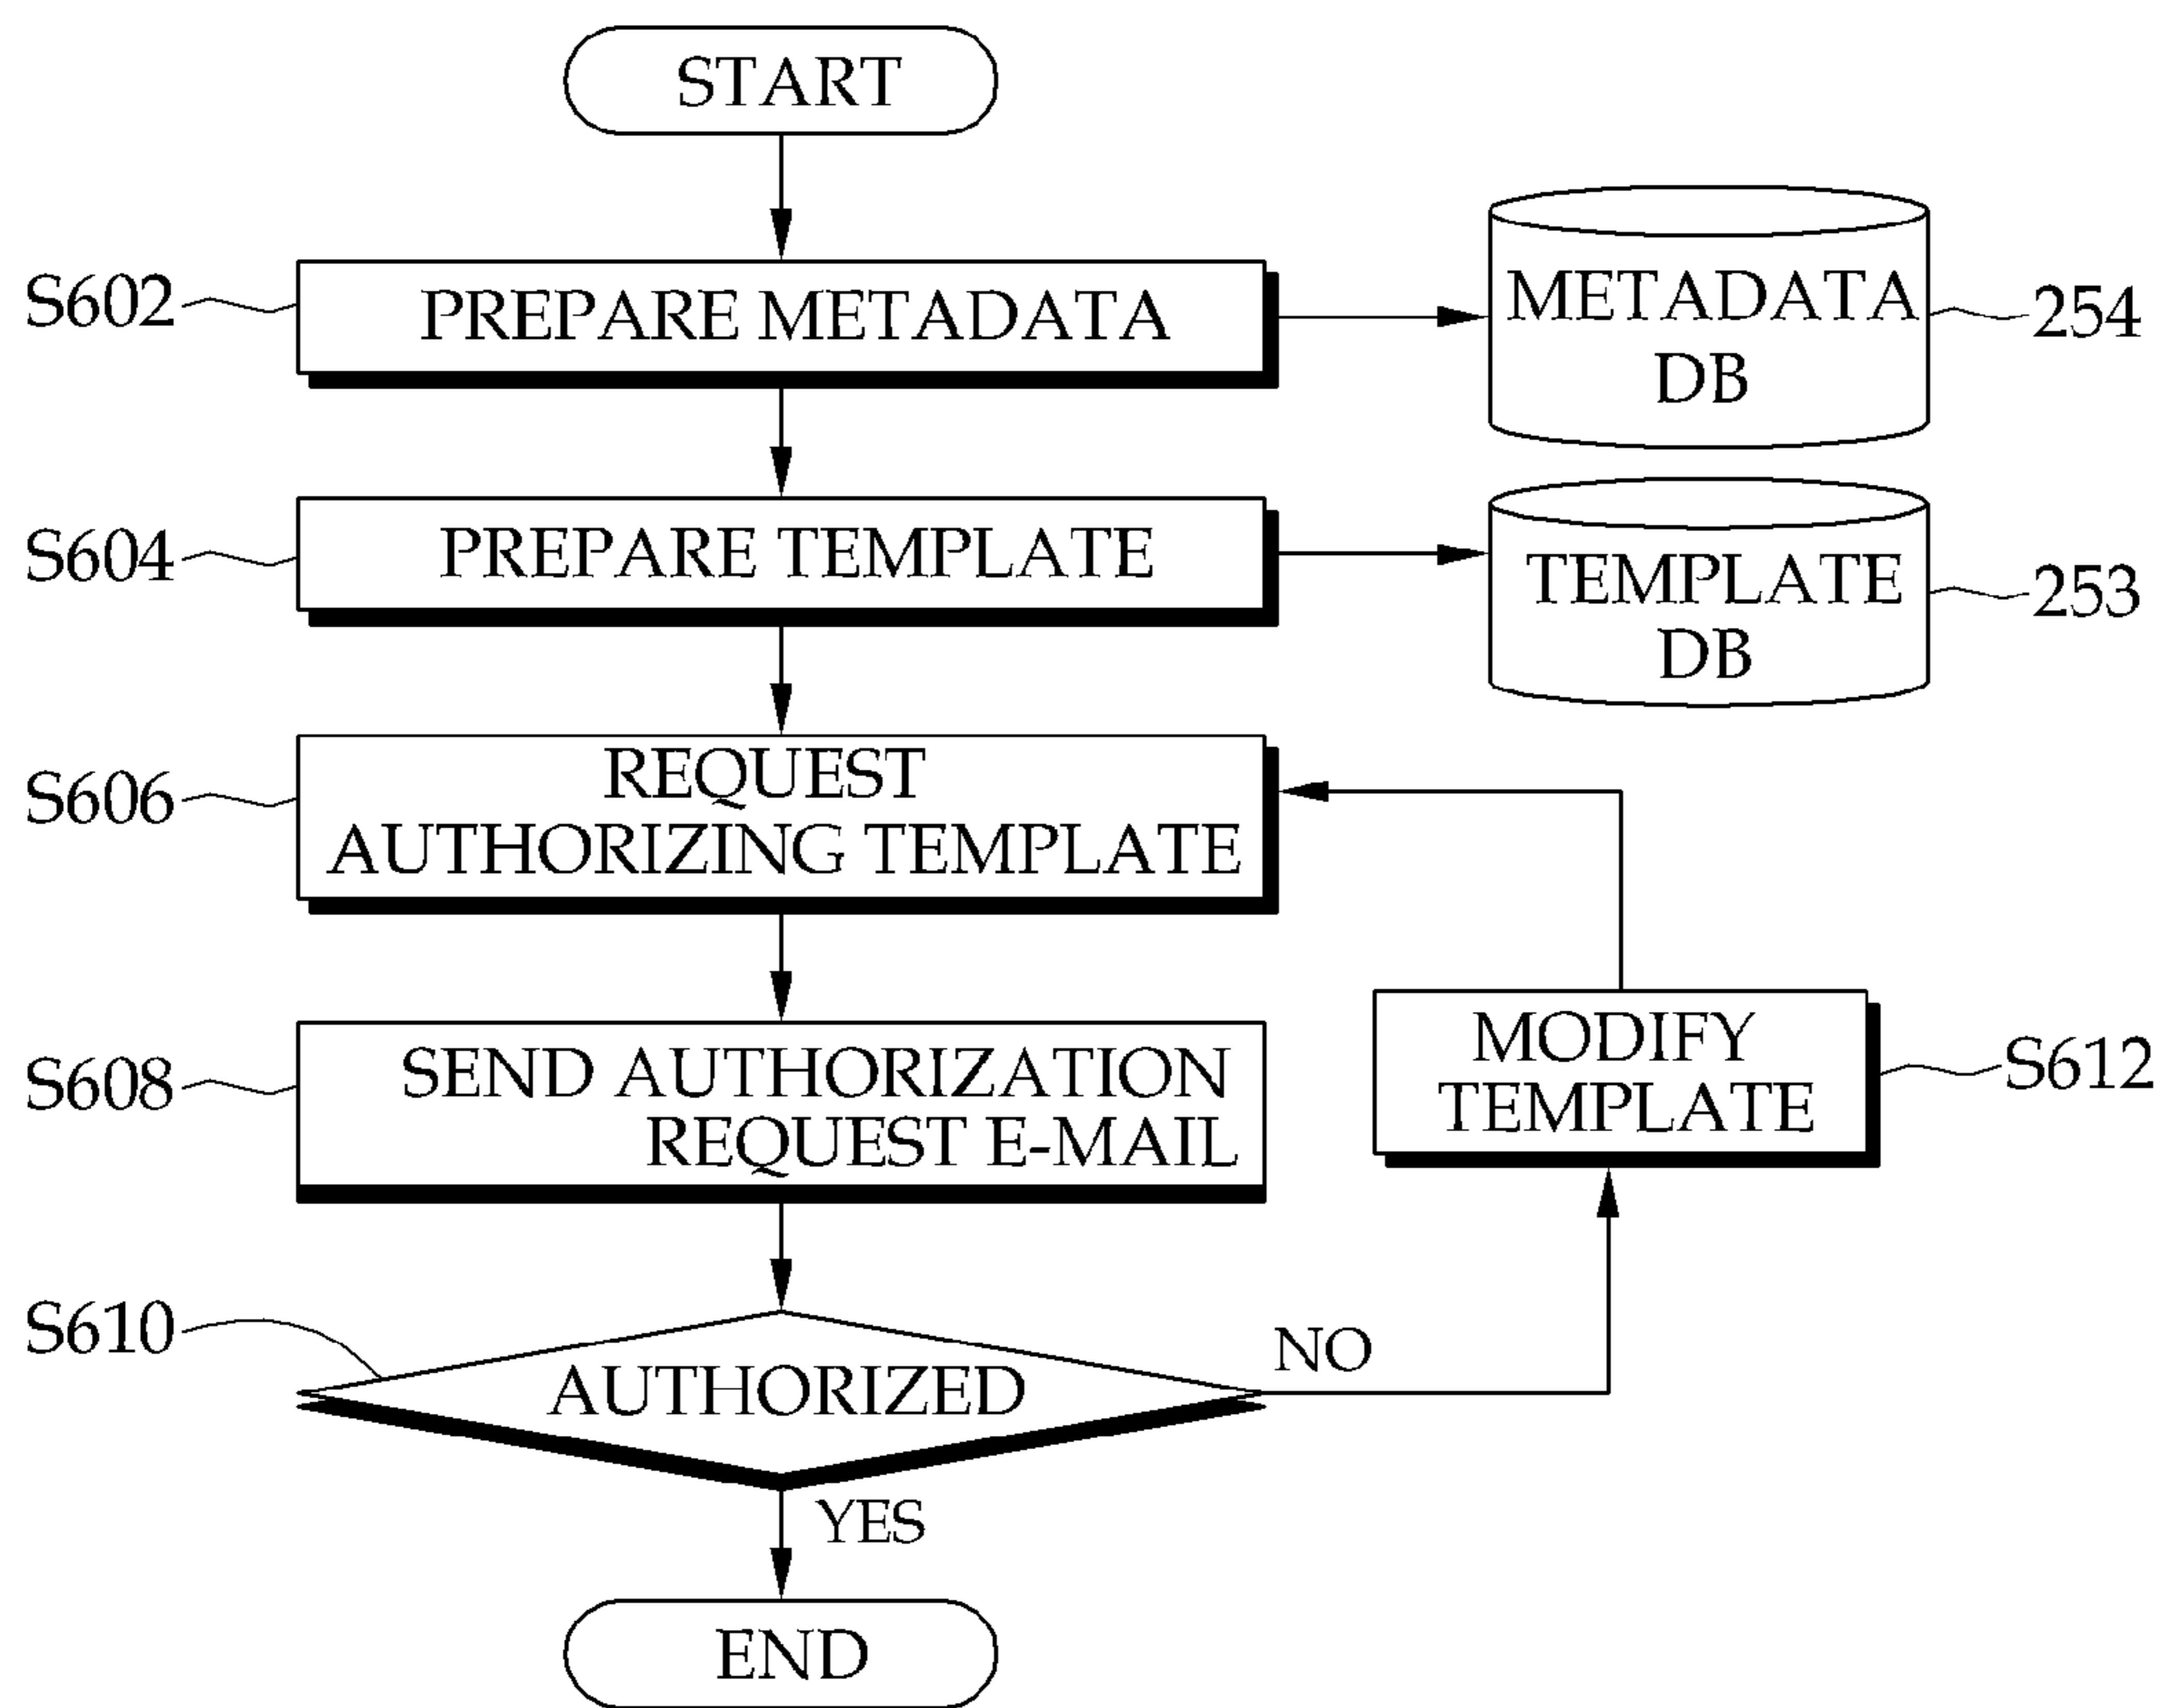 START
S602
PREPARE METADATA
METADATA
DB
254
S604
PREPARE TEMPLATE
TEMPLATE
DB
253
S606
REQUEST
AUTHORIZING TEMPLATE
S608
SEND AUTHORIZATION
REQUEST E-MAIL
MODIFY
TEMPLATE
S612
S610
AUTHORIZED
NO
YES
END